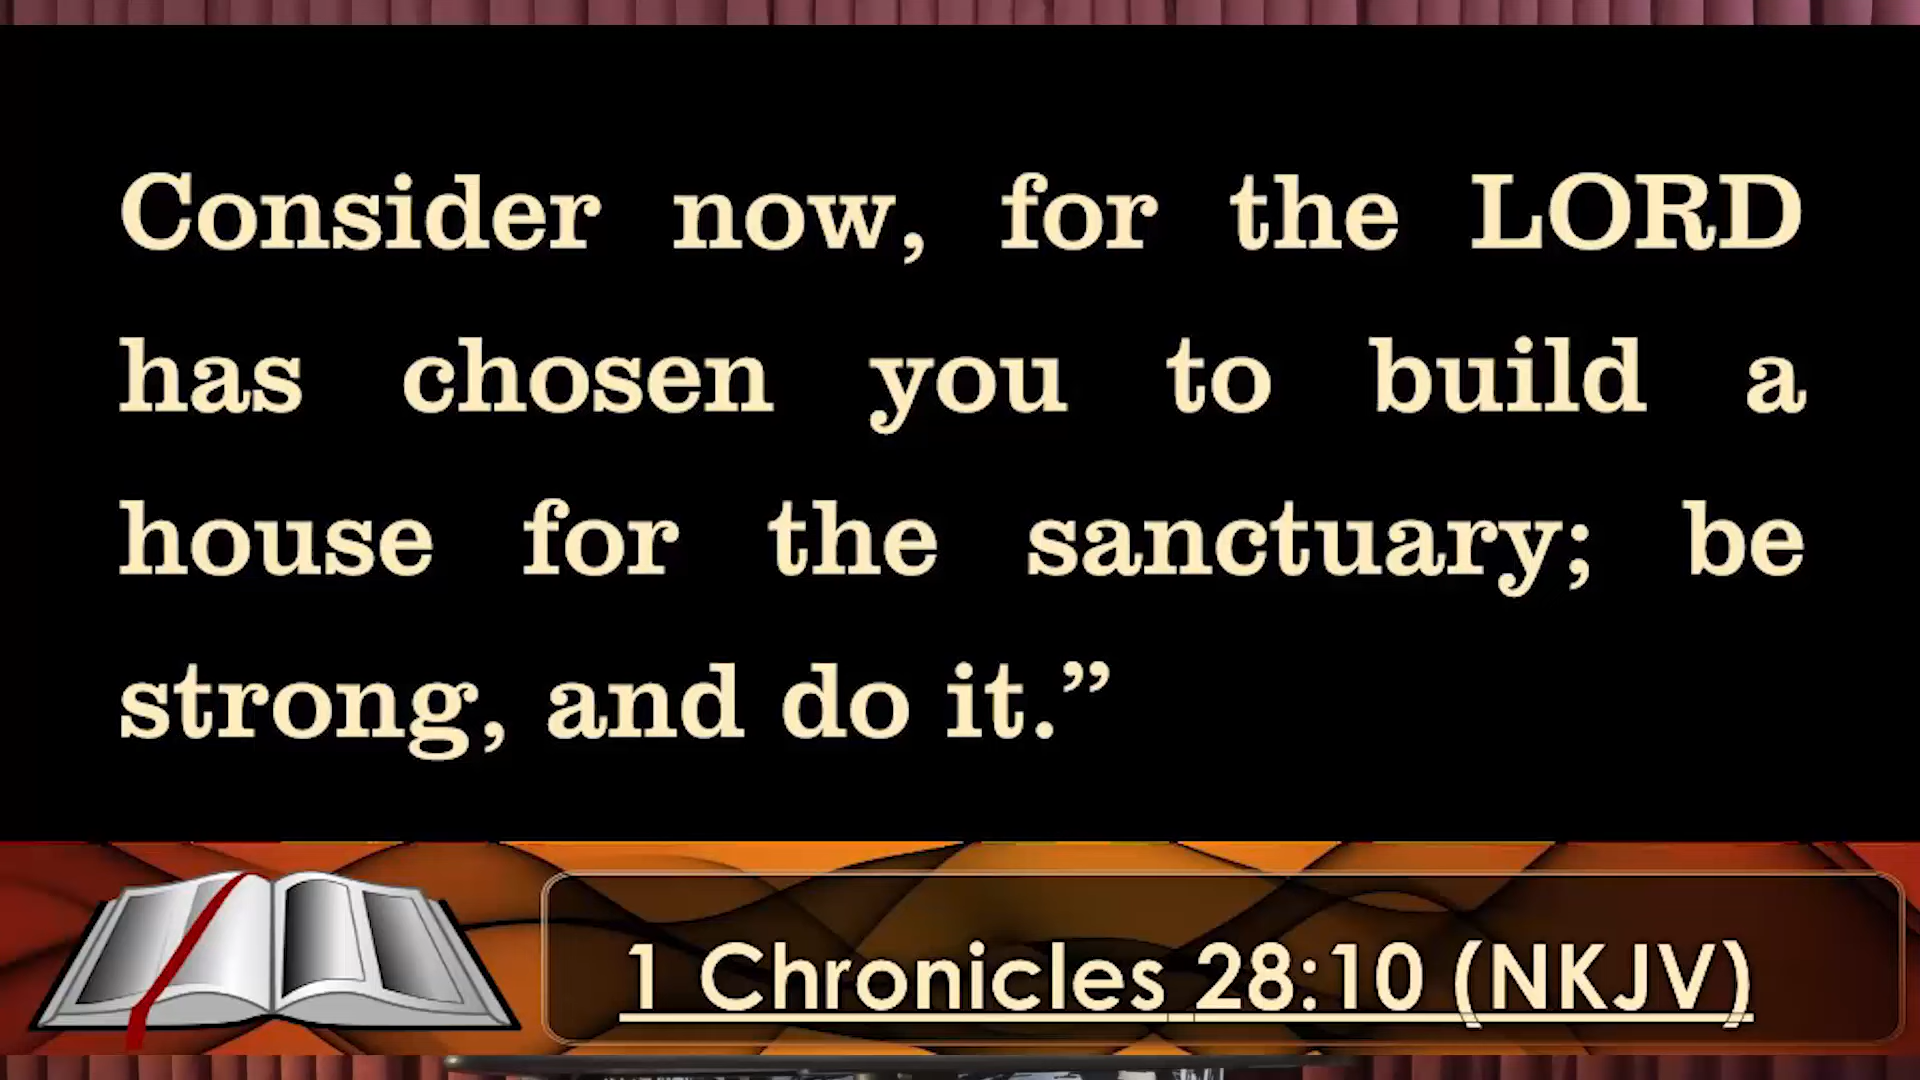 Consider now, for the LORD
has chosen you to build a
house for the sanctuary; be
strong, and do it.”
1 Chronicles 28:10 (NKJV)